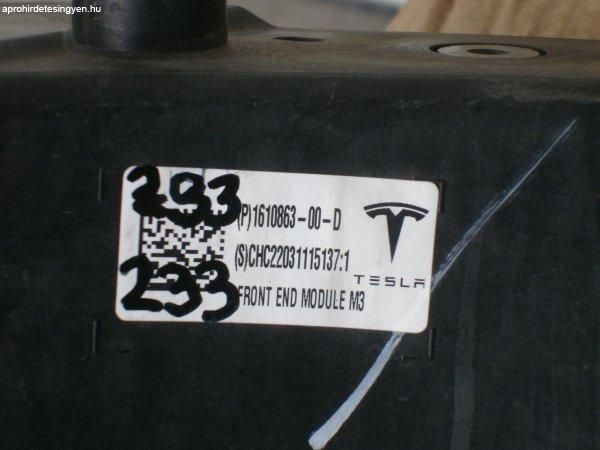 aprohirdetesingyen.hu
293
(P)1610863-00-D
(S)CHC22031115137:1
TESLA
293
FRONT END MODULE M3